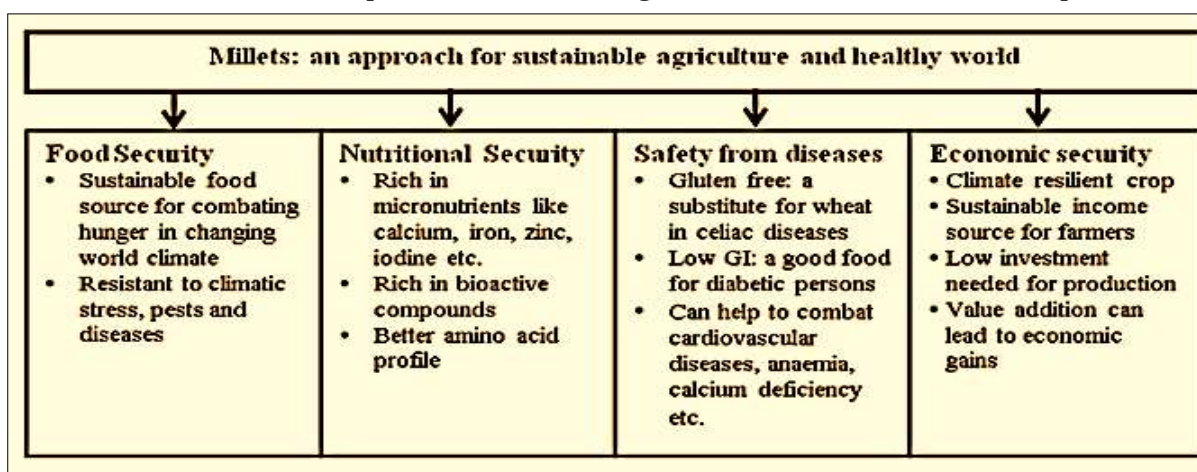 Millets: an approach for sustainable agriculture and healthy world
Food Security
• Sustainable food
source for combating
hunger in changing
world climate
• Resistant to climatic
stress, pests and
diseases
Nutritional Security
• Rich in
micronutrients like
calcium, iron, zinc,
iodine etc.
• Rich in bioactive
compounds
• Better amino acid
profile
Safety from diseases
• Gluten free: a
substitute for wheat
in celiac diseases
• Low GI: a good food
for diabetic persons
• Can help to combat
cardiovascular
diseases, anaemia,
calcium deficiency
etc.
Economic security
• Climate resilient crop
• Sustainable income
source for farmers
• Low investment
needed for production
• Value addition can
lead to economic
gains